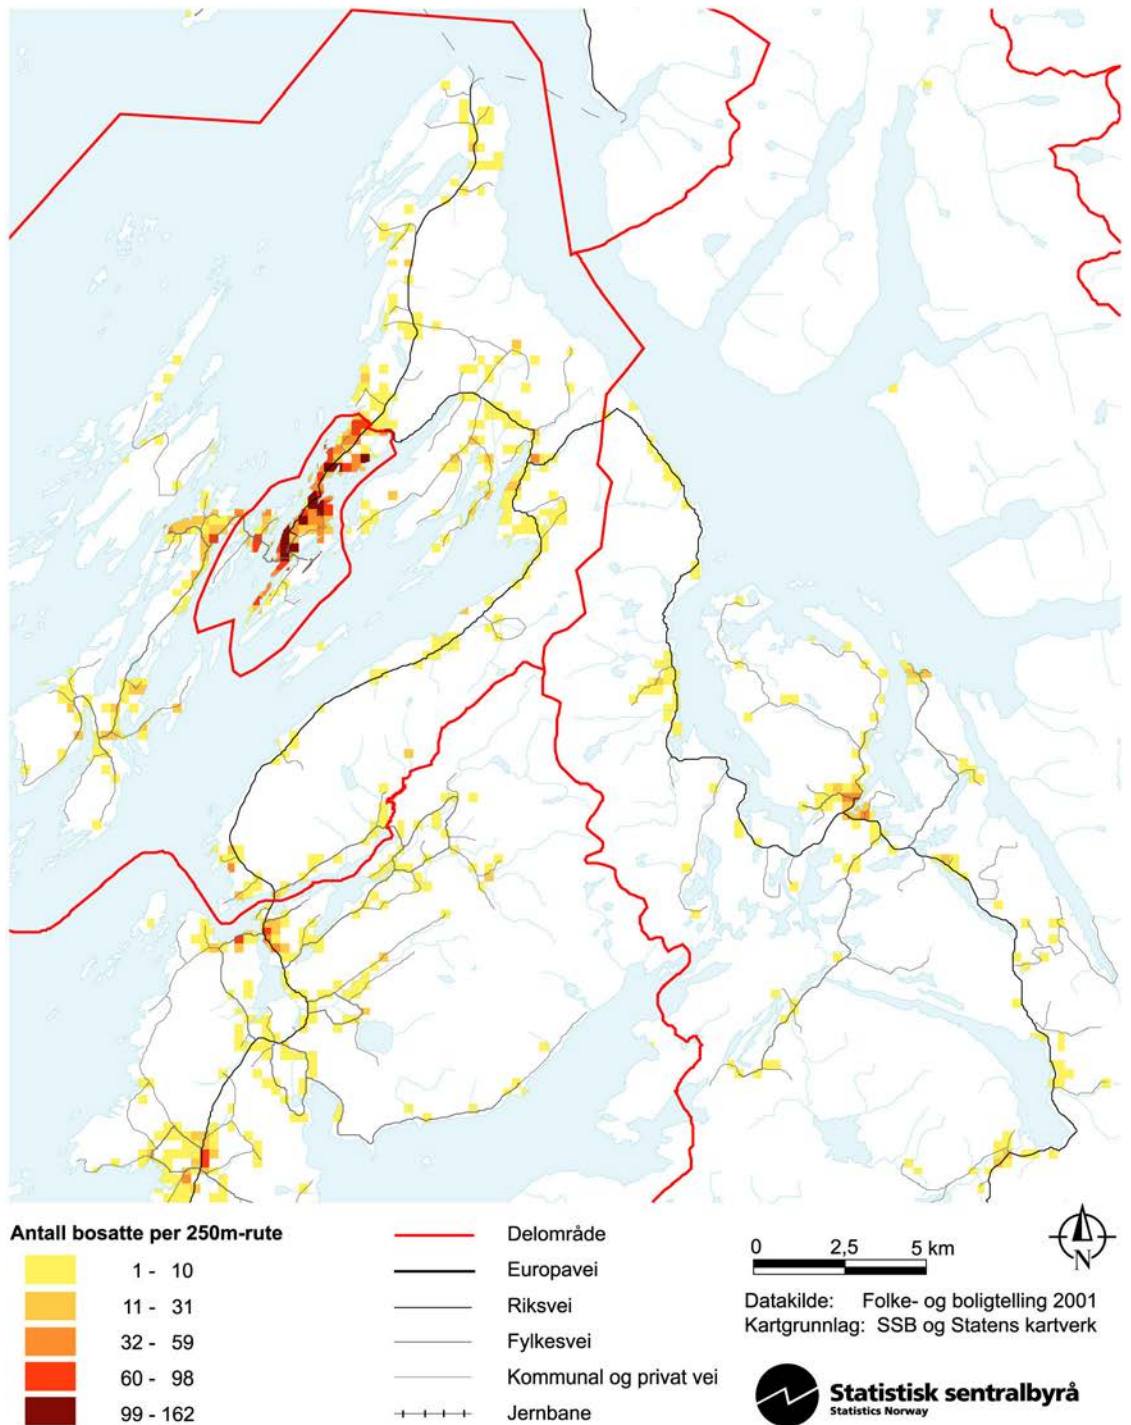 Antall bosatte per 250m-rute
1 - 10
11 - 31
32 - 59
60 - 98
99 - 162
Delområde
Europavei
Riksvei
Fylkesvei
Kommunal og privat vei
Jernbane
0 2,5 5 km
N
Datakilde: Folke- og boligtelling 2001
Kartgrunnlag: SSB og Statens kartverk
Statistisk sentralbyrå
Statistics Norway